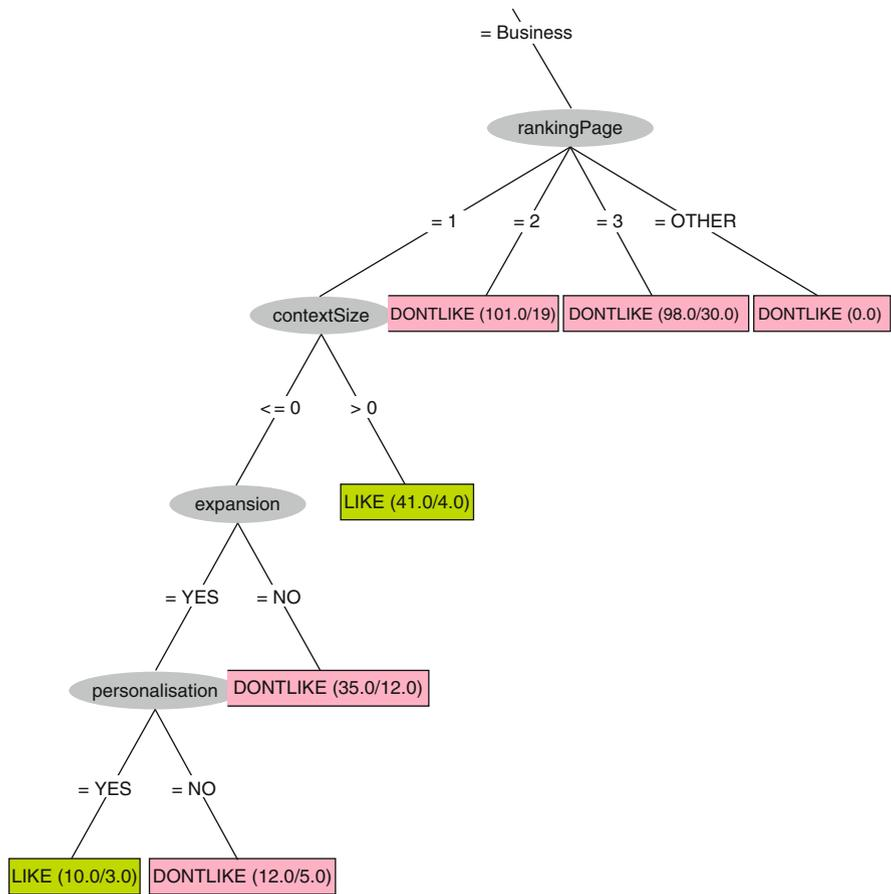 = Business
rankingPage
= 1
= 2
= 3
= OTHER
contextSize
DONTLIKE (101.0/19)
DONTLIKE (98.0/30.0)
DONTLIKE (0.0)
<= 0
> 0
expansion
LIKE (41.0/4.0)
= YES
= NO
personalisation
DONTLIKE (35.0/12.0)
= YES
= NO
LIKE (10.0/3.0)
DONTLIKE (12.0/5.0)